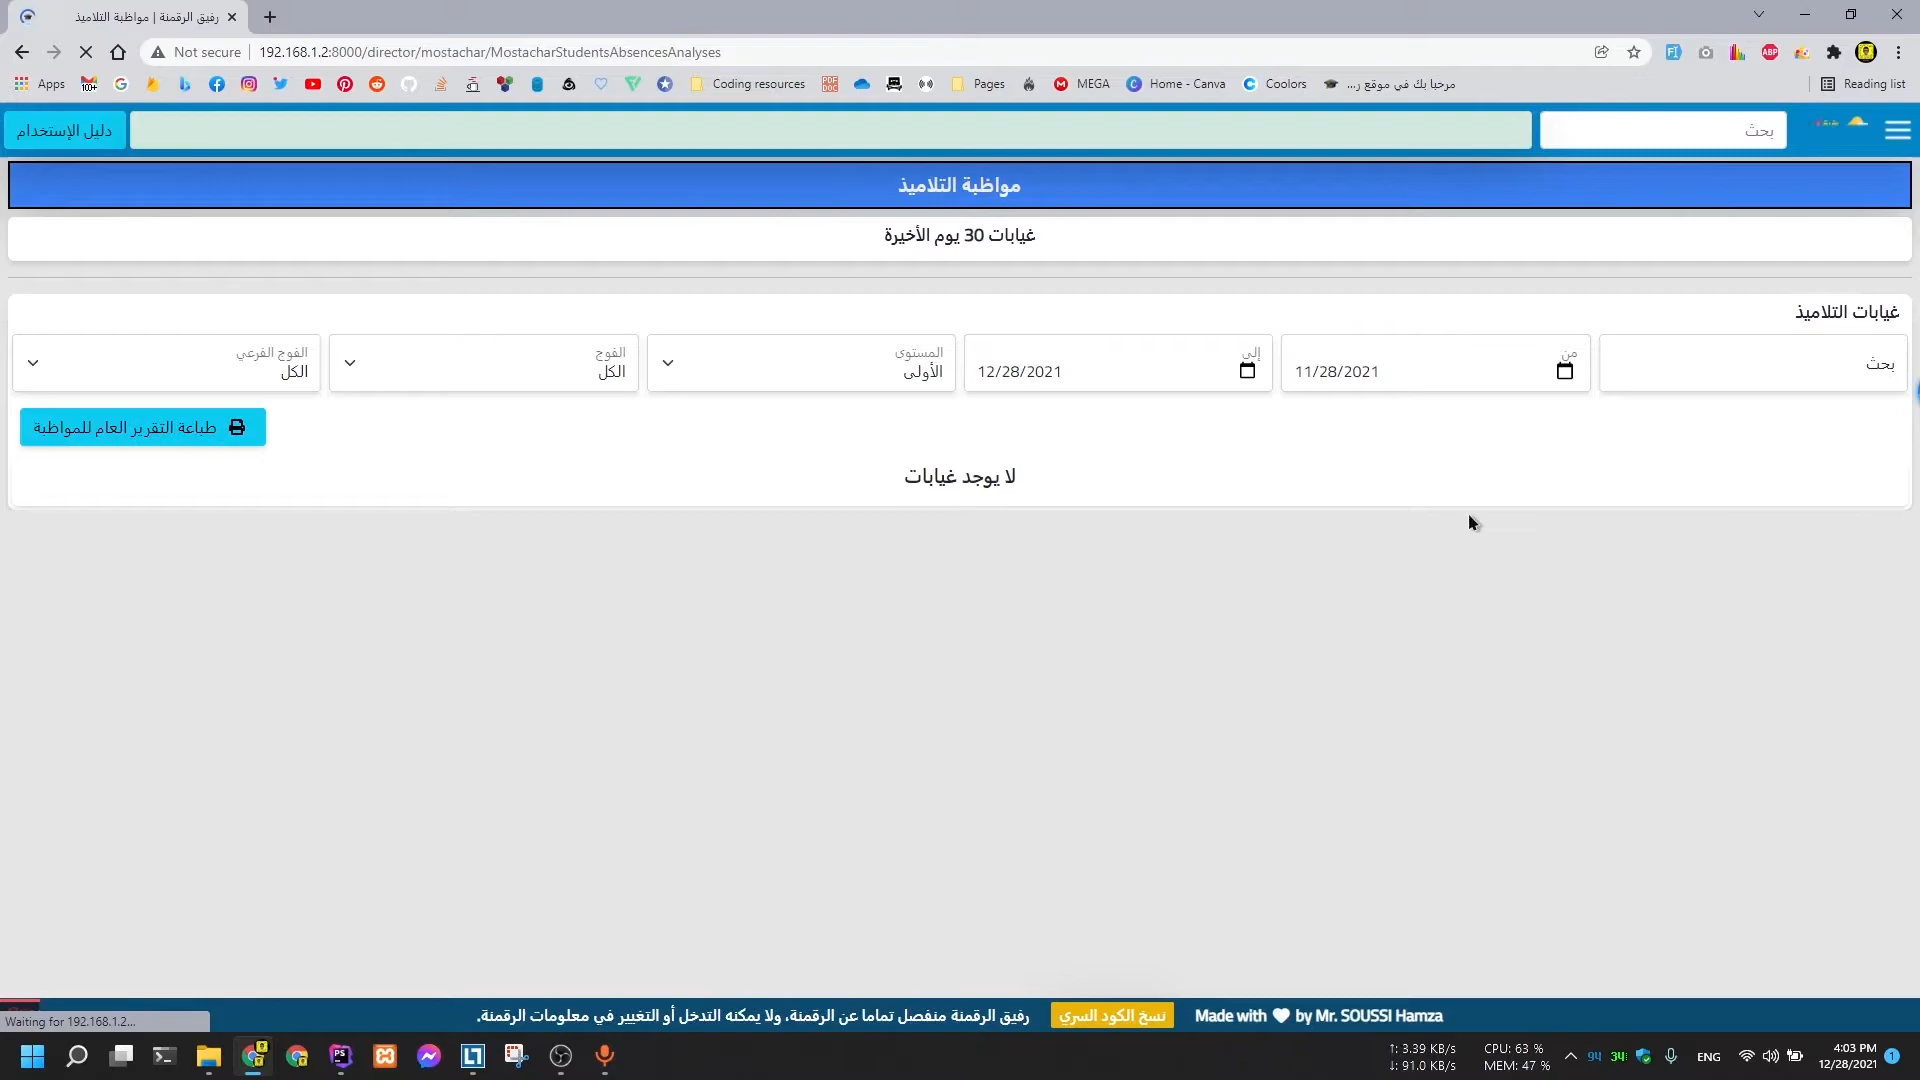 رفيق الرقمنة | مواظبة التلاميذ
Not secure
192.168.1.2:8000/director/mostachar/MostacharStudentsAbsencesAnalyses
Apps
Coding resources
Pages
MEGA
Home - Canva
Coolors
مرحبا بك في موقع ر...
Reading list
بحث
دليل الإستخدام
مواظبة التلاميذ
غيابات 30 يوم الأخيرة
غيابات التلاميذ
بحث
من
11/28/2021
إلى
12/28/2021
المستوى
الأولى
الفوج
الكل
الفوج الفرعي
الكل
طباعة التقرير العام للمواظبة
لا يوجد غيابات
Made with by Mr. SOUSSI Hamza
نسخ الكود السري
رفيق الرقمنة منفصل تماما عن الرقمنة، ولا يمكنه التدخل أو التغيير في معلومات الرقمنة.
Waiting for 192.168.1.2...
↑: 3.39 KB/s
↓: 91.0 KB/s
CPU: 63 %
MEM: 47 %
ENG
4:03 PM
12/28/2021
1